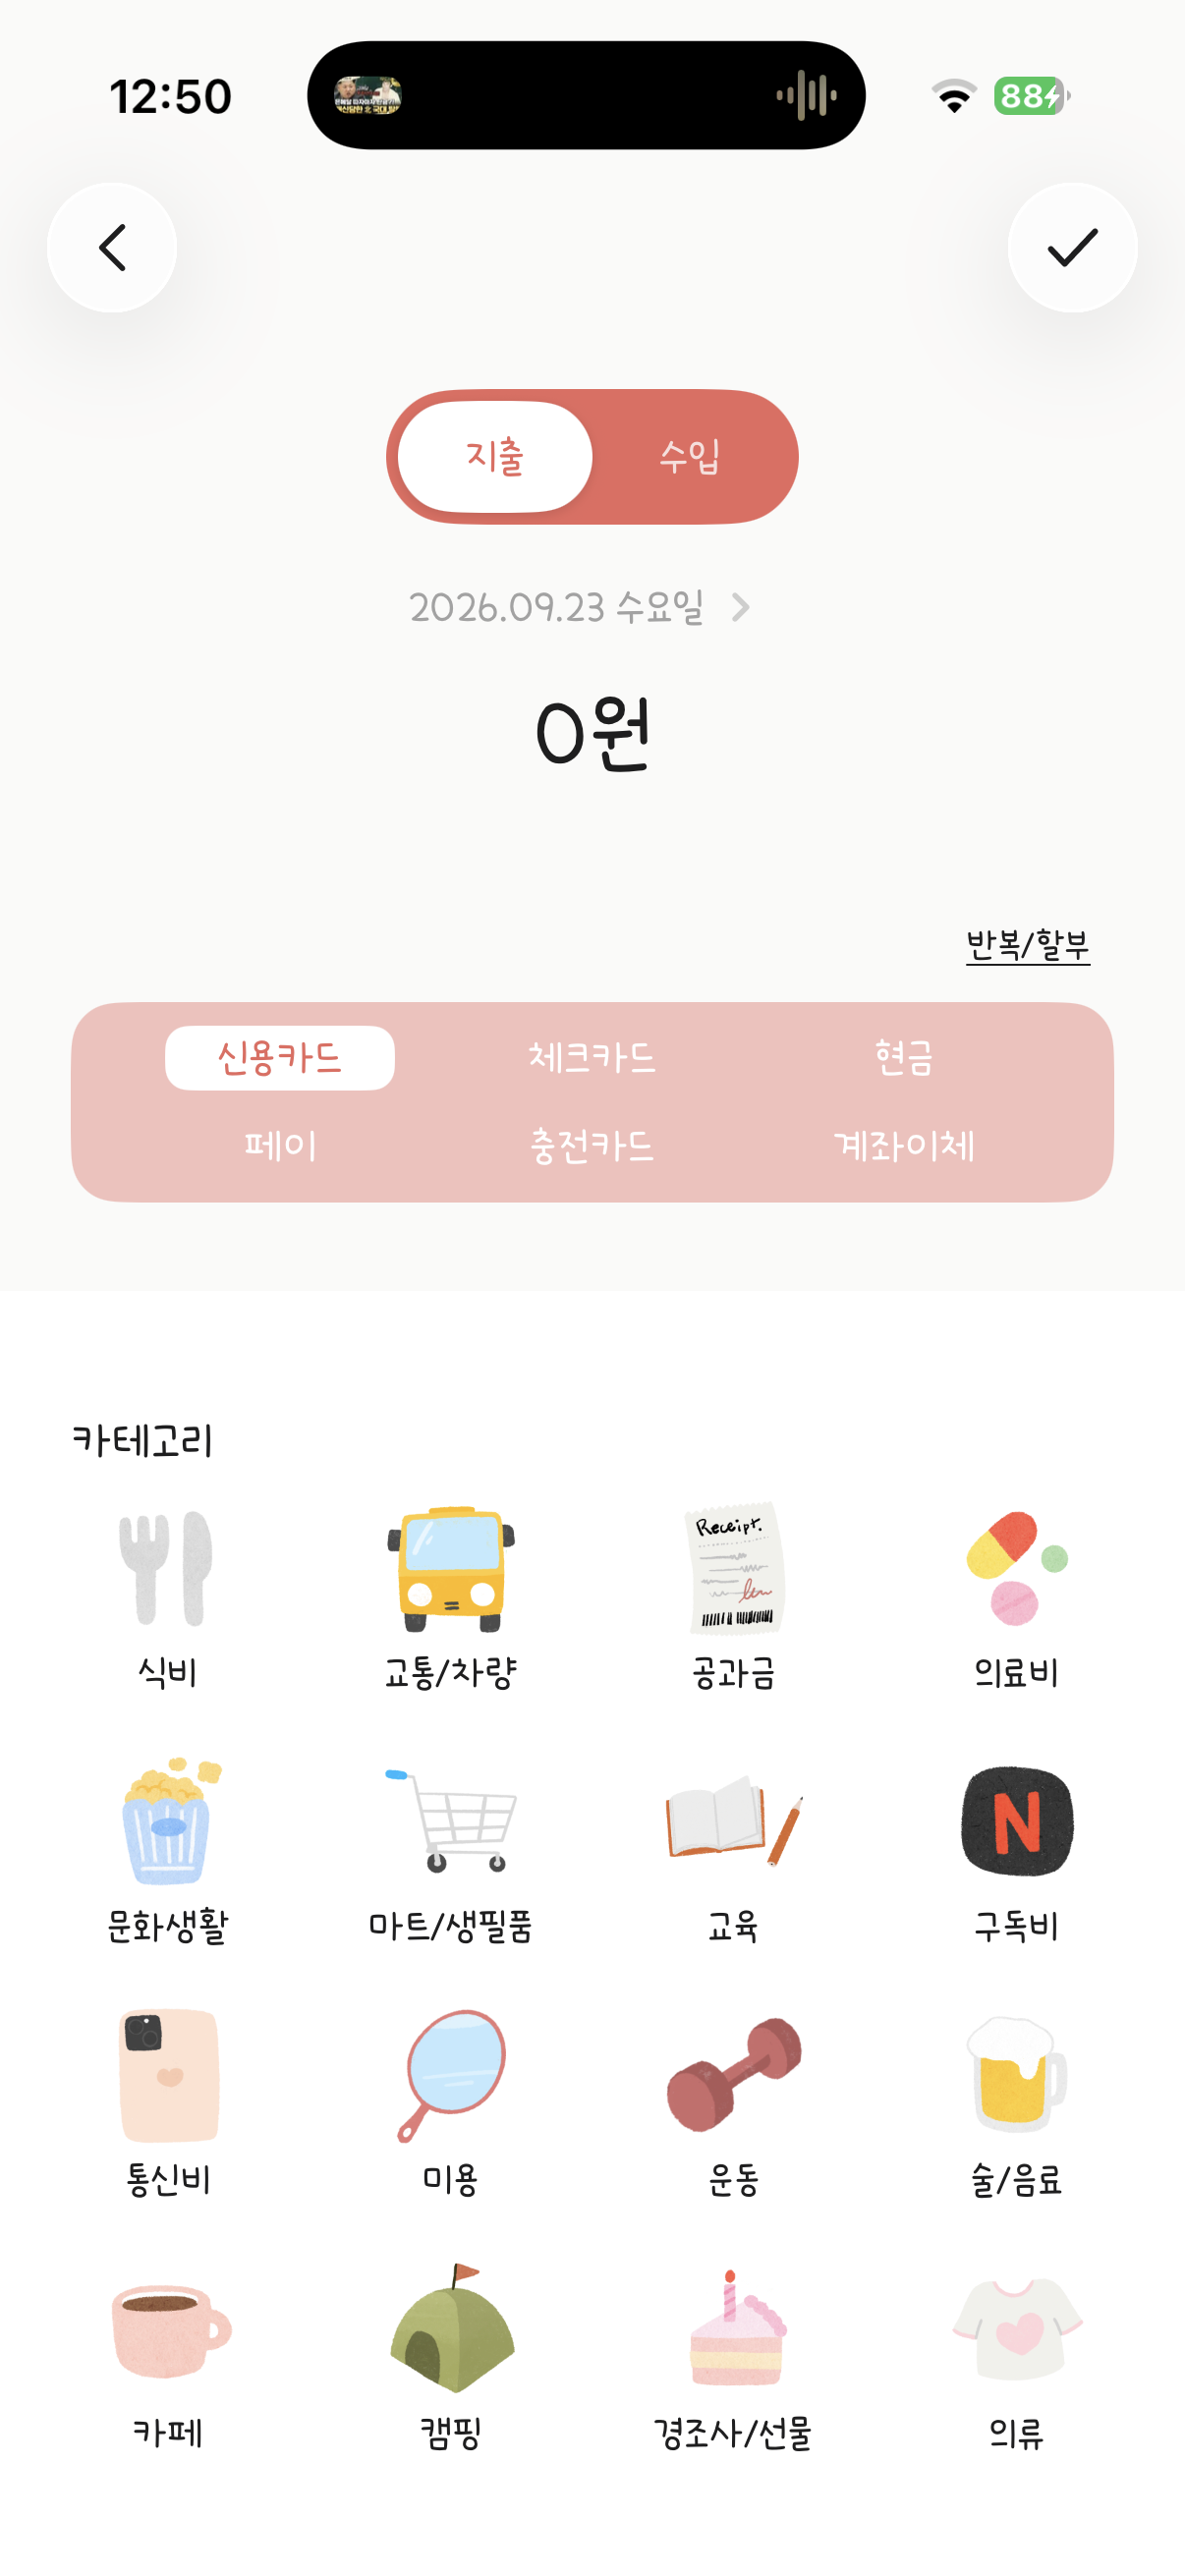 12:50
88
지출 수입
2026.09.23 수요일
0원
반복/할부
신용카드 체크카드 현금
페이 충전카드 계좌이체
카테고리
Receipt.
식비 교통/차량 공과금 의료비
N
문화생활 마트/생필품 교육 구독비
통신비 미용 운동 술/음료
카페 캠핑 경조사/선물 의류